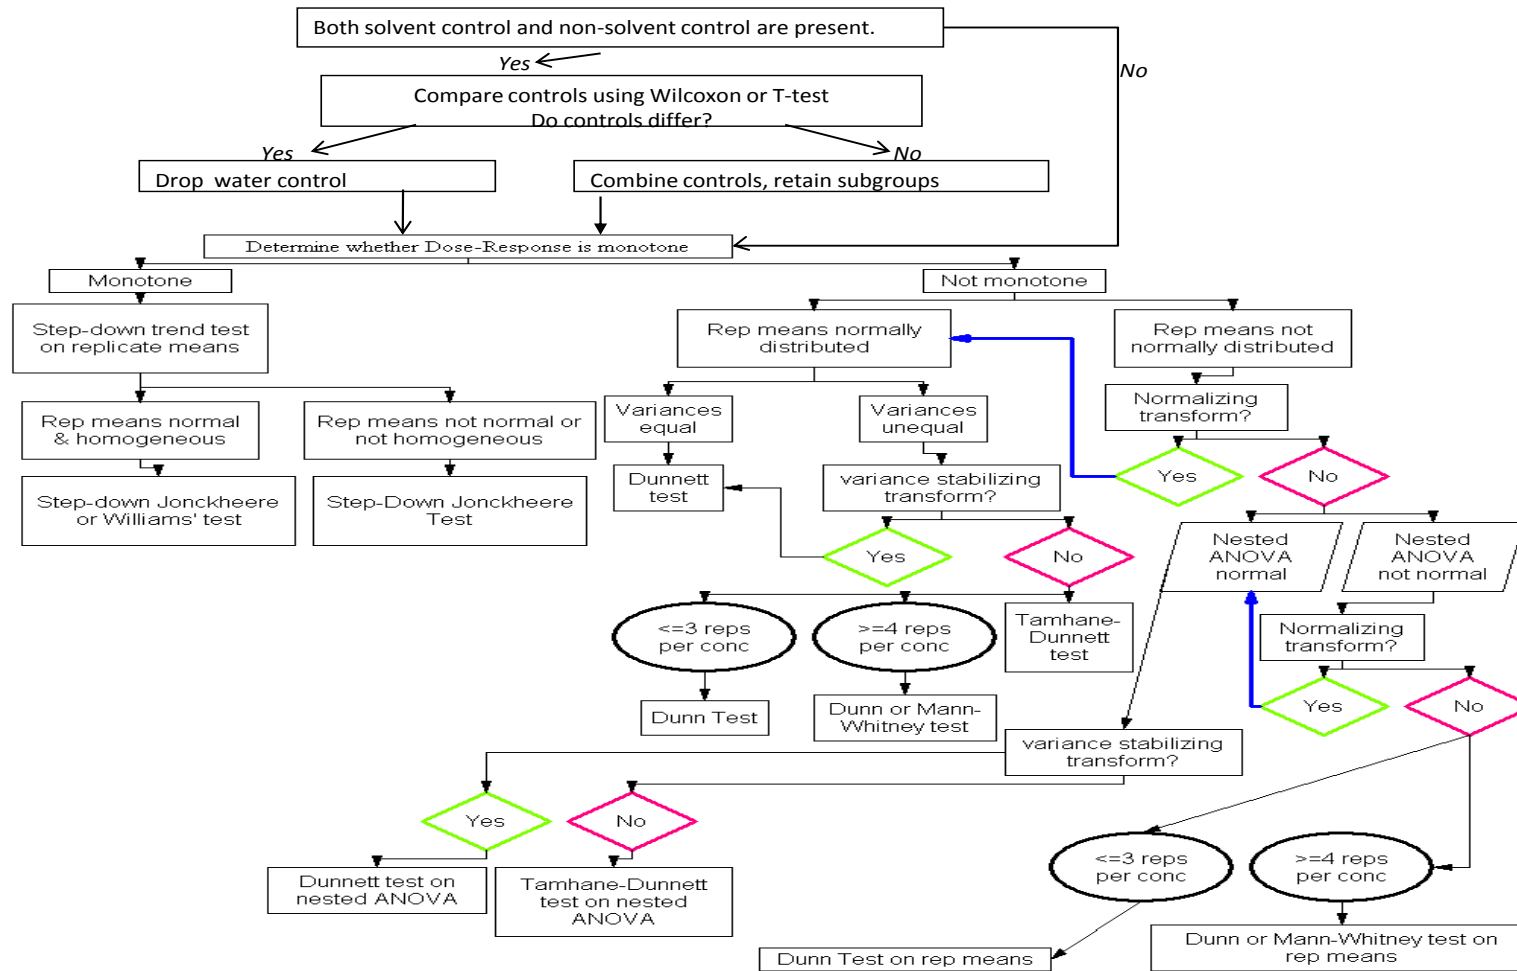 Both solvent control and non-solvent control are present.
Yes
No
Compare controls using Wilcoxon or T-test
Do controls differ?
Yes
No
Drop water control
Combine controls, retain subgroups
Determine whether Dose-Response is monotone
Monotone
Not monotone
Step-down trend test
on replicate means
Rep means normally
distributed
Rep means not
normally distributed
Rep means normal
& homogeneous
Rep means not normal or
not homogeneous
Variances
equal
Variances
unequal
Normalizing
transform?
Step-down Jonckheere
or Williams' test
Step-Down Jonckheere
Test
Dunnett
test
variance stabilizing
transform?
Yes
No
Yes
No
Nested
ANOVA
normal
Nested
ANOVA
not normal
<=3 reps
per conc
>=4 reps
per conc
Tamhane-
Dunnett
test
Normalizing
transform?
Dunn Test
Dunn or Mann-
Whitney test
Yes
No
variance stabilizing
transform?
Yes
No
<=3 reps
per conc
>=4 reps
per conc
Dunnett test on
nested ANOVA
Tamhane-Dunnett
test on nested
ANOVA
Dunn Test on rep means
Dunn or Mann-Whitney test on
rep means